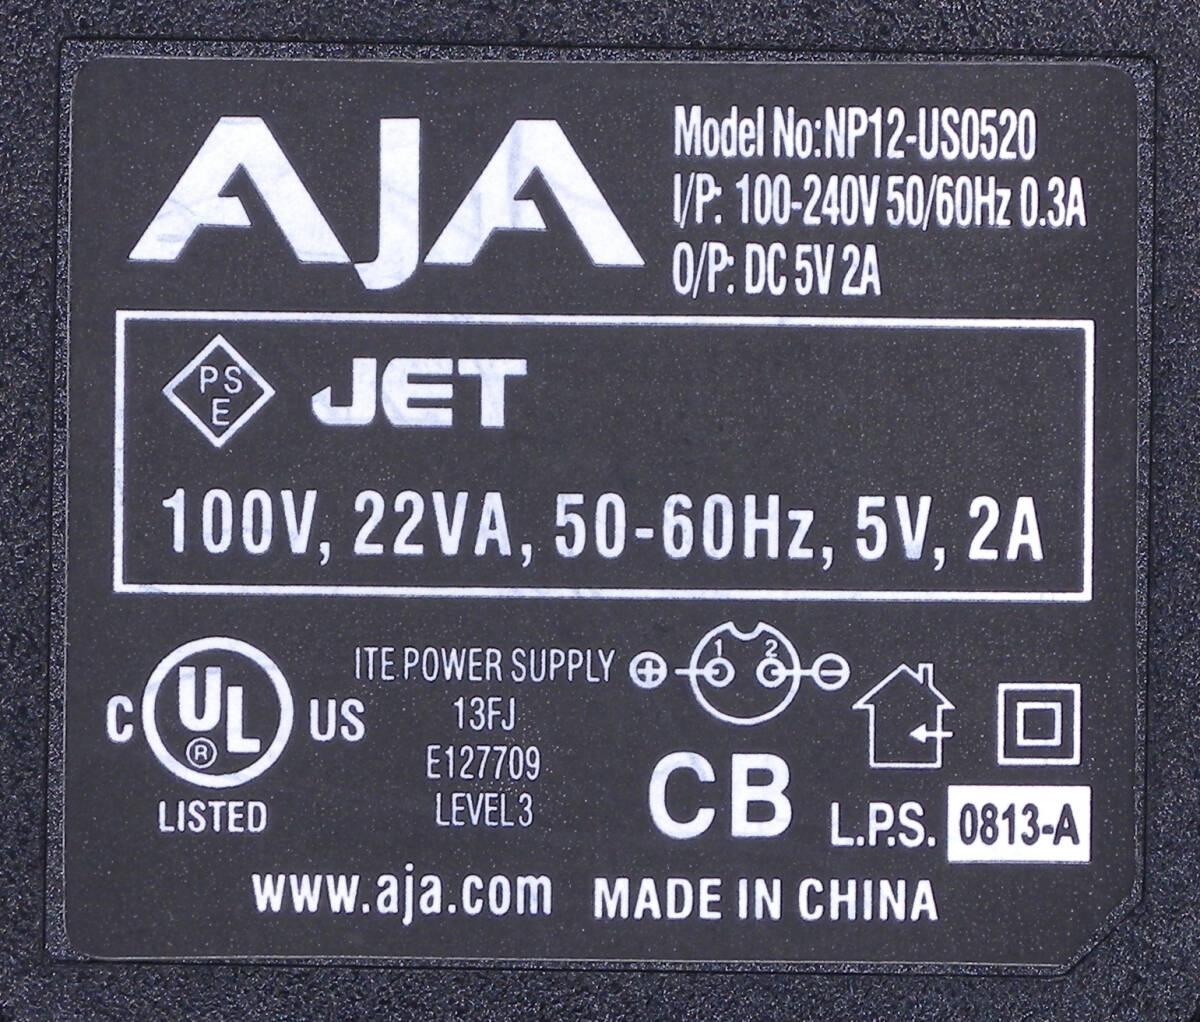 AJA
Model No:NP12-US0520
I/P: 100-240V 50/60Hz 0.3A
O/P: DC 5V 2A
PS
E
JET
100V, 22VA, 50-60Hz, 5V, 2A
C UL ® US
LISTED
ITE POWER SUPPLY
13FJ
E127709
LEVEL 3
1 2
CB
L.P.S. 0813-A
www.aja.com MADE IN CHINA